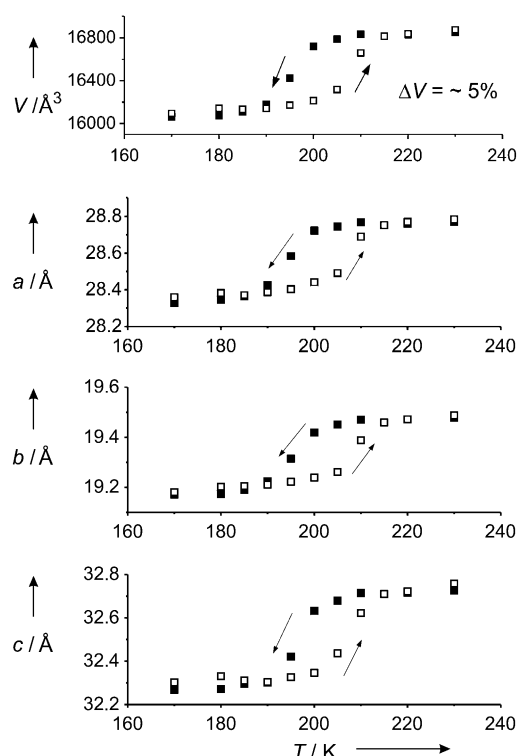 16800
16400
16000
V /Å³
ΔV = ~ 5%
160 180 200 220 240
28.8
28.6
28.4
28.2
a / Å
160 180 200 220 240
19.6
19.4
19.2
b / Å
160 180 200 220 240
32.8
32.6
32.4
32.2
c / Å
160 180 200 220 240
T / K